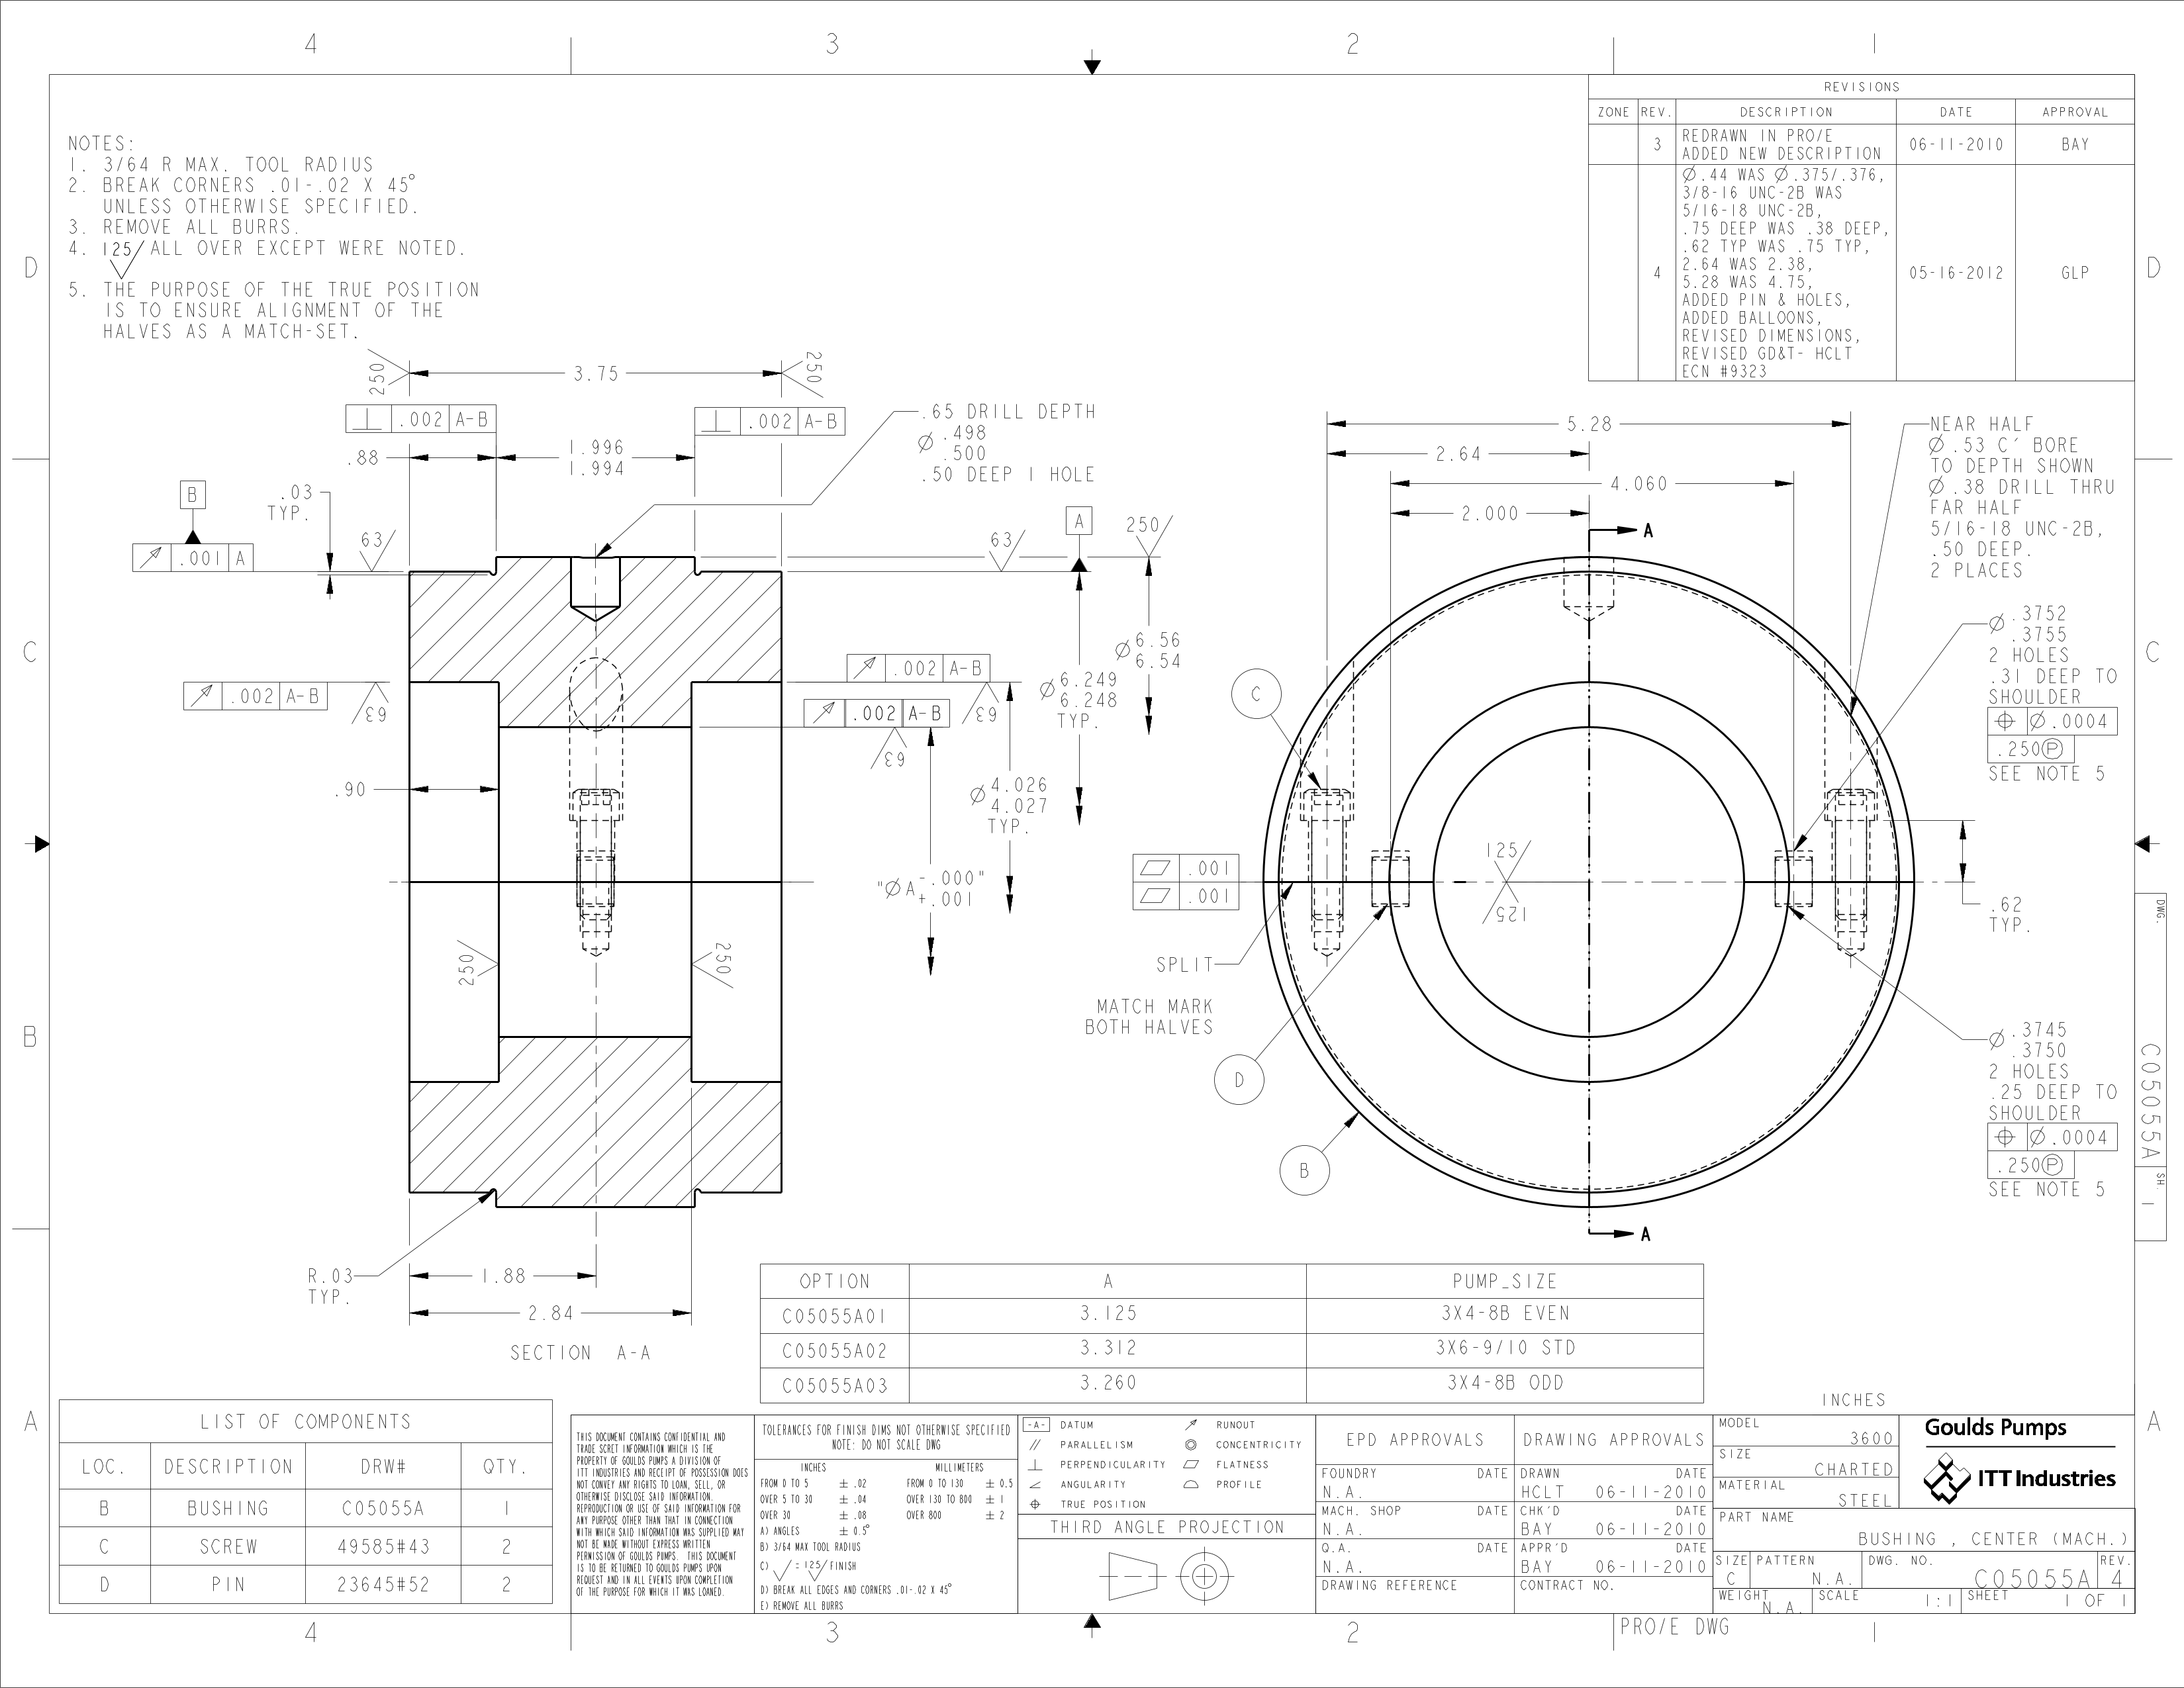 4
3
2
1
REVISIONS
ZONE REV. DESCRIPTION DATE APPROVAL
3 REDRAWN IN PRO/E
ADDED NEW DESCRIPTION 06-11-2010 BAY
Ø.44 WAS Ø.375/.376,
3/8-16 UNC-2B WAS
5/16-18 UNC-2B,
.75 DEEP WAS .38 DEEP,
.62 TYP WAS .75 TYP,
2.64 WAS 2.38,
4 5.28 WAS 4.75, 05-16-2012 GLP
ADDED PIN & HOLES,
ADDED BALLOONS,
REVISED DIMENSIONS,
REVISED GD&T- HCLT
ECN #9323
NOTES:
1. 3/64 R MAX. TOOL RADIUS
2. BREAK CORNERS .01-.02 X 45°
UNLESS OTHERWISE SPECIFIED.
3. REMOVE ALL BURRS.
4. 125/ ALL OVER EXCEPT WERE NOTED.
5. THE PURPOSE OF THE TRUE POSITION
IS TO ENSURE ALIGNMENT OF THE
HALVES AS A MATCH-SET.
D
D
C
C
B
A
A
250/
3.75
250/
⊥ .002 A-B
⊥ .002 A-B
.88
1.996
1.994
.65 DRILL DEPTH
Ø .498
.500
.50 DEEP 1 HOLE
B
.03
TYP.
.001 A
63/
63/
A
250/
Ø 6.56
6.54
Ø 6.249
6.248
TYP.
.002 A-B
63/
.002 A-B
63/
.002 A-B
63/
Ø 4.026
4.027
TYP.
.90
"Ø A -.000"
+.001
250/
250/
R.03
TYP.
1.88
2.84
SECTION A-A
5.28
2.64
4.060
2.000
A
A
NEAR HALF
Ø .53 C' BORE
TO DEPTH SHOWN
Ø .38 DRILL THRU
FAR HALF
5/16-18 UNC-2B,
.50 DEEP.
2 PLACES
Ø .3752
.3755
2 HOLES
.31 DEEP TO
SHOULDER
⌖ Ø.0004
.250Ⓟ
SEE NOTE 5
C
125/
125/
.001
.001
.62
TYP.
SPLIT
MATCH MARK
BOTH HALVES
D
B
Ø .3745
.3750
2 HOLES
.25 DEEP TO
SHOULDER
⌖ Ø.0004
.250Ⓟ
SEE NOTE 5
DWG.
C05055A
SH.
1
OPTION A PUMP_SIZE
C05055A01 3.125 3X4-8B EVEN
C05055A02 3.312 3X6-9/10 STD
C05055A03 3.260 3X4-8B ODD
LIST OF COMPONENTS
LOC. DESCRIPTION DRW# QTY.
B BUSHING C05055A 1
C SCREW 49585#43 2
D PIN 23645#52 2
THIS DOCUMENT CONTAINS CONFIDENTIAL AND
TRADE SCRET INFORMATION WHICH IS THE
PROPERTY OF GOULDS PUMPS A DIVISION OF
ITT INDUSTRIES AND RECEIPT OF POSSESSION DOES
NOT CONVEY ANY RIGHTS TO LOAN, SELL, OR
OTHERWISE DISCLOSE SAID INFORMATION.
REPRODUCTION OR USE OF SAID INFORMATION FOR
ANY PURPOSE OTHER THAN THAT IN CONNECTION
WITH WHICH SAID INFORMATION WAS SUPPLIED MAY
NOT BE MADE WITHOUT EXPRESS WRITTEN
PERMISSION OF GOULDS PUMPS. THIS DOCUMENT
IS TO BE RETURNED TO GOULDS PUMPS UPON
REQUEST AND IN ALL EVENTS UPON COMPLETION
OF THE PURPOSE FOR WHICH IT WAS LOANED.
TOLERANCES FOR FINISH DIMS NOT OTHERWISE SPECIFIED
NOTE: DO NOT SCALE DWG
INCHES MILLIMETERS
FROM 0 TO 5 ± .02 FROM 0 TO 130 ± 0.5
OVER 5 TO 30 ± .04 OVER 130 TO 800 ± 1
OVER 30 ± .08 OVER 800 ± 2
A) ANGLES ± 0.5°
B) 3/64 MAX TOOL RADIUS
C) √ = 125/ FINISH
D) BREAK ALL EDGES AND CORNERS .01-.02 X 45°
E) REMOVE ALL BURRS
-A- DATUM RUNOUT
// PARALLELISM CONCENTRICITY
⊥ PERPENDICULARITY FLATNESS
ANGULARITY PROFILE
⌖ TRUE POSITION
THIRD ANGLE PROJECTION
EPD APPROVALS
FOUNDRY DATE
N.A.
MACH. SHOP DATE
N.A.
Q.A. DATE
N.A.
DRAWING REFERENCE
DRAWING APPROVALS
DRAWN DATE
HCLT 06-11-2010
CHK'D DATE
BAY 06-11-2010
APPR'D DATE
BAY 06-11-2010
CONTRACT NO.
INCHES
MODEL
3600
SIZE
CHARTED
MATERIAL
STEEL
Goulds Pumps
ITT Industries
PART NAME
BUSHING , CENTER (MACH.)
SIZE PATTERN DWG. NO. REV.
C N.A. C05055A 4
WEIGHT SCALE SHEET
N.A. 1:1 1 OF 1
4
3
2
PRO/E DWG
1